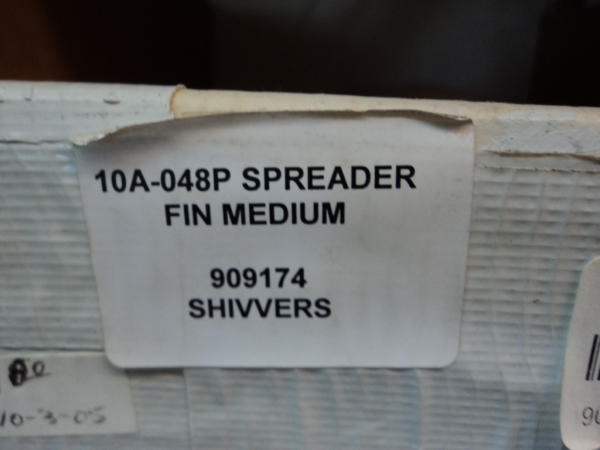 10A-048P SPREADER
FIN MEDIUM
909174
SHIVVERS
10-3-05